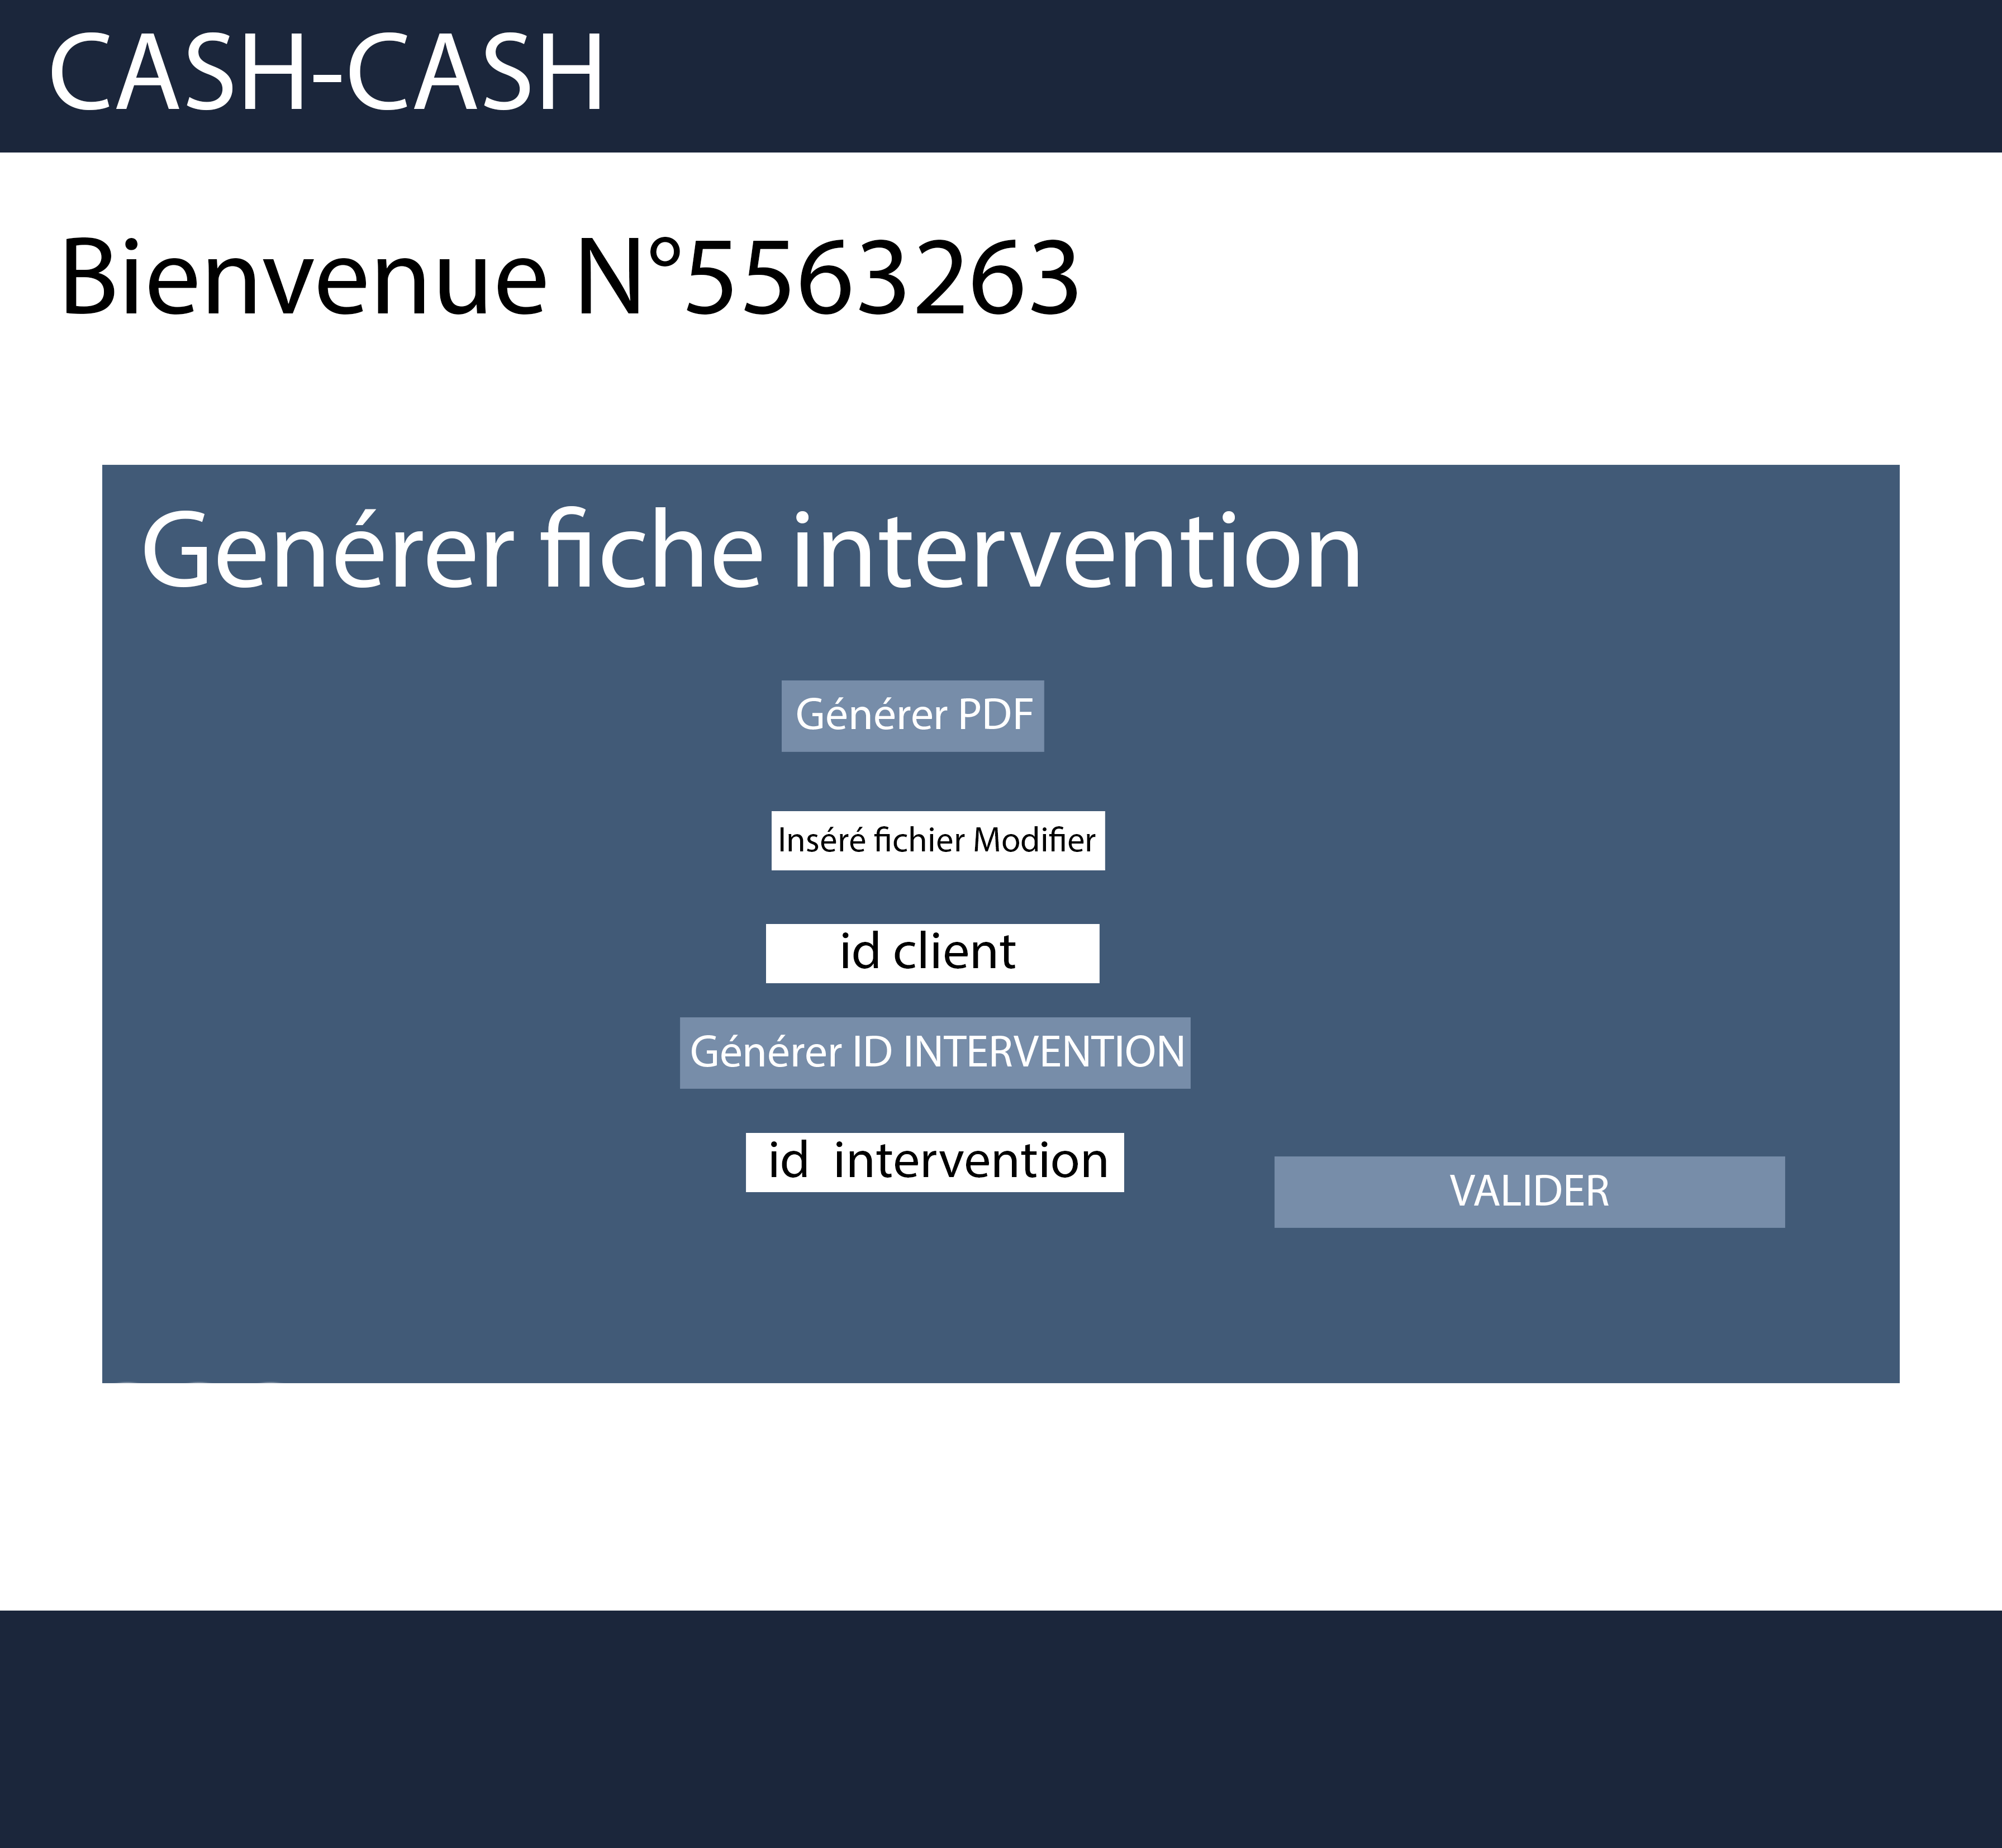 CASH-CASH
Bienvenue N°5563263
Genérer fiche intervention
Générer PDF
Inséré fichier Modifier
id client
Générer ID INTERVENTION
id intervention
VALIDER